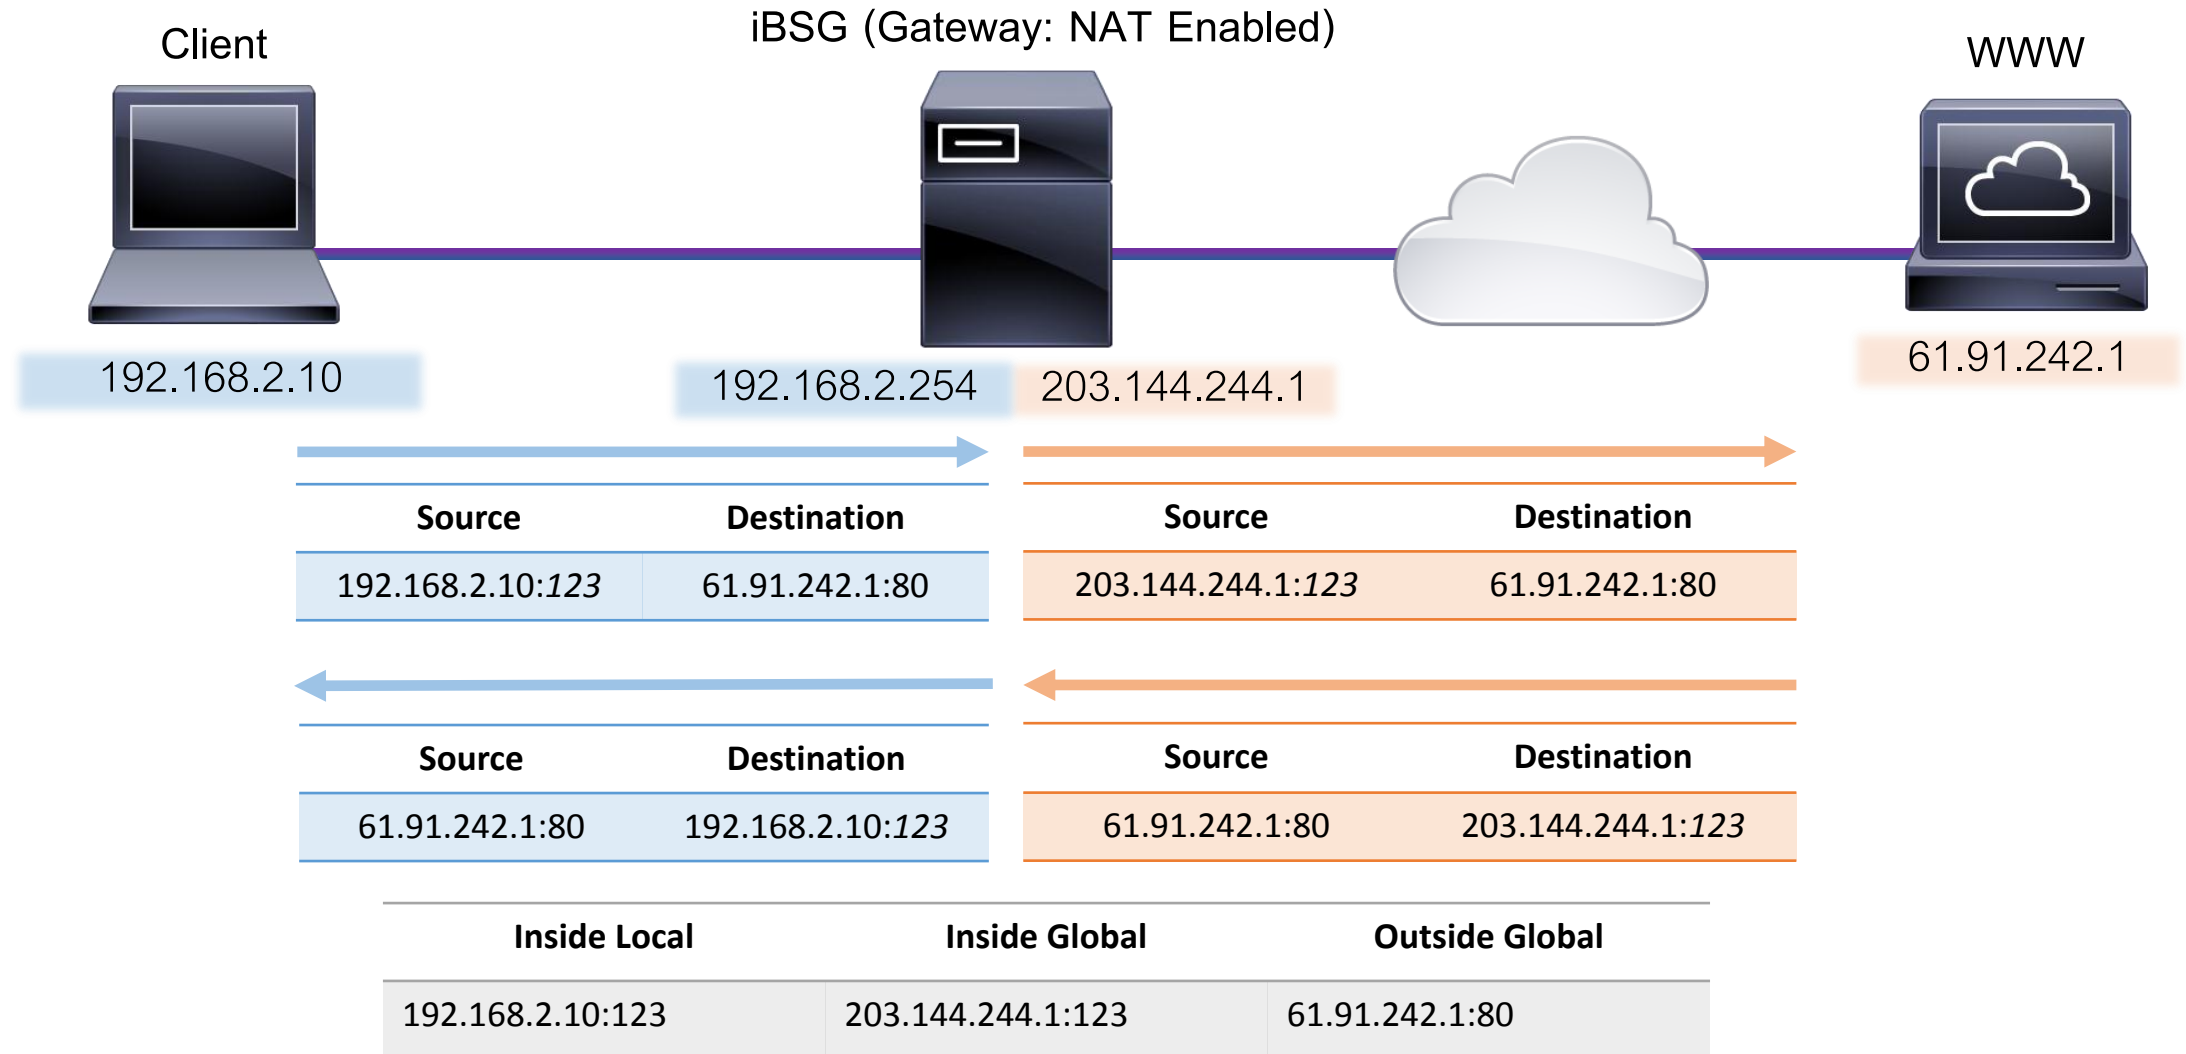 Client
iBSG (Gateway: NAT Enabled)
WWW
192.168.2.10
192.168.2.254
203.144.244.1
61.91.242.1
Source Destination
192.168.2.10:123 61.91.242.1:80
Source Destination
203.144.244.1:123 61.91.242.1:80
Source Destination
61.91.242.1:80 192.168.2.10:123
Source Destination
61.91.242.1:80 203.144.244.1:123
Inside Local Inside Global Outside Global
192.168.2.10:123 203.144.244.1:123 61.91.242.1:80